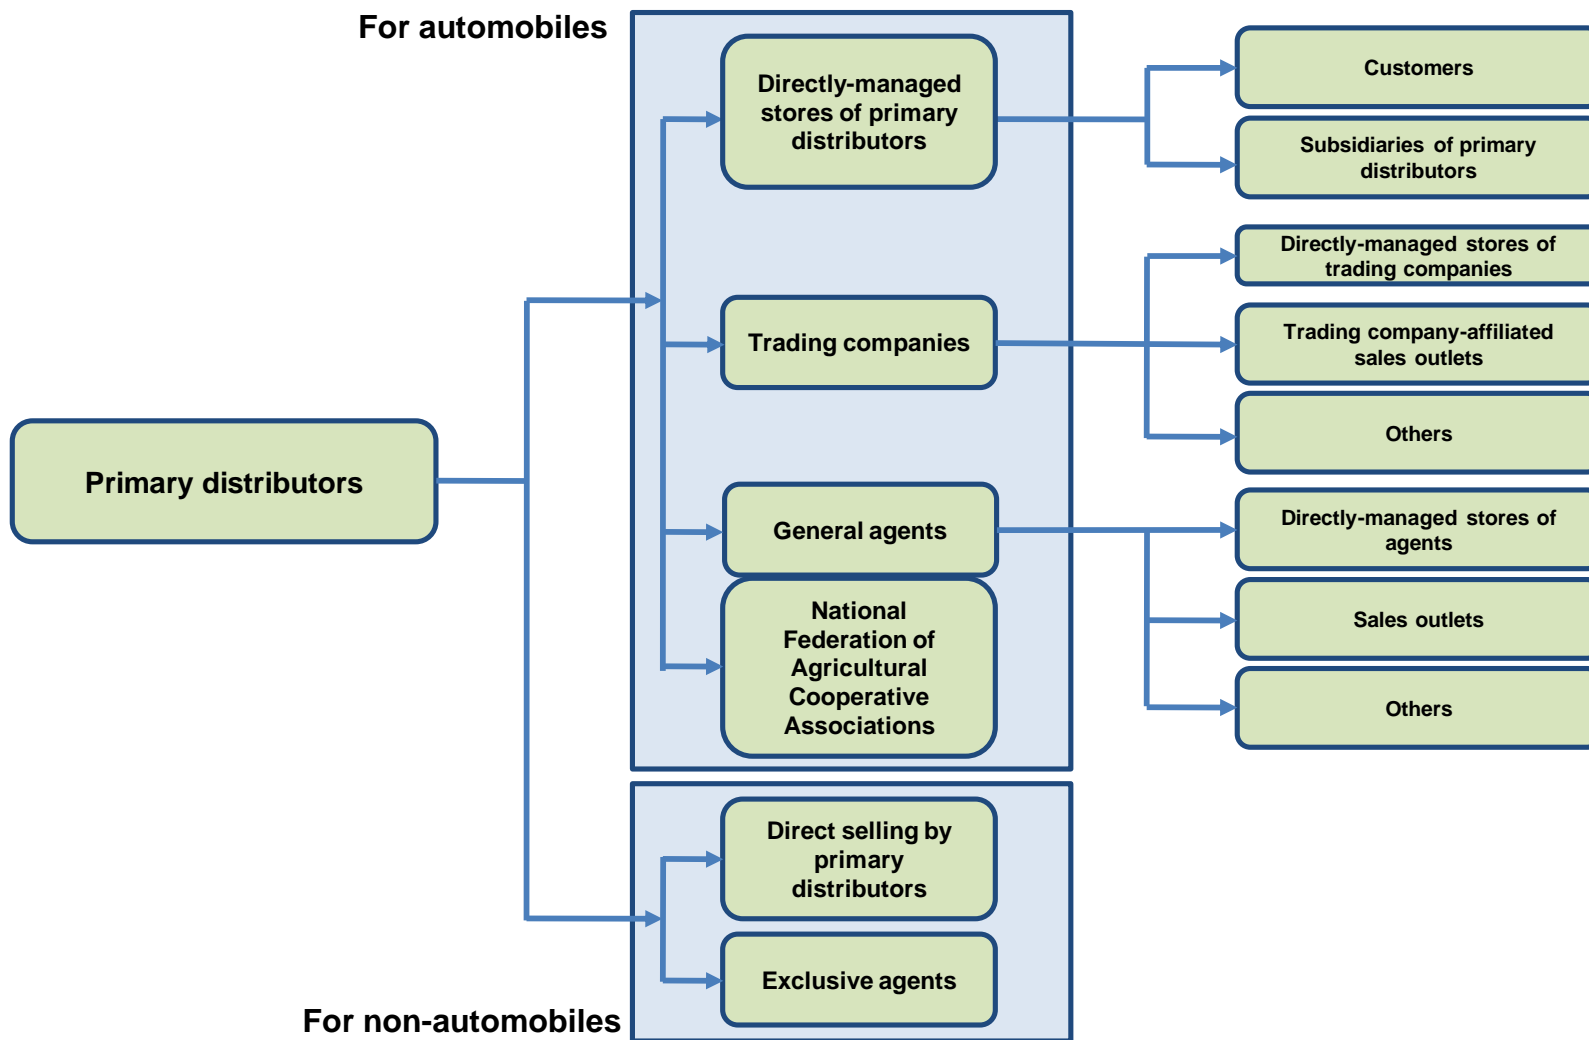 For automobiles
Directly-managed
stores of primary
distributors
Customers
Subsidiaries of primary
distributors
Trading companies
Directly-managed stores of
trading companies
Trading company-affiliated
sales outlets
Others
Primary distributors
General agents
Directly-managed stores of
agents
Sales outlets
Others
National
Federation of
Agricultural
Cooperative
Associations
Direct selling by
primary
distributors
Exclusive agents
For non-automobiles